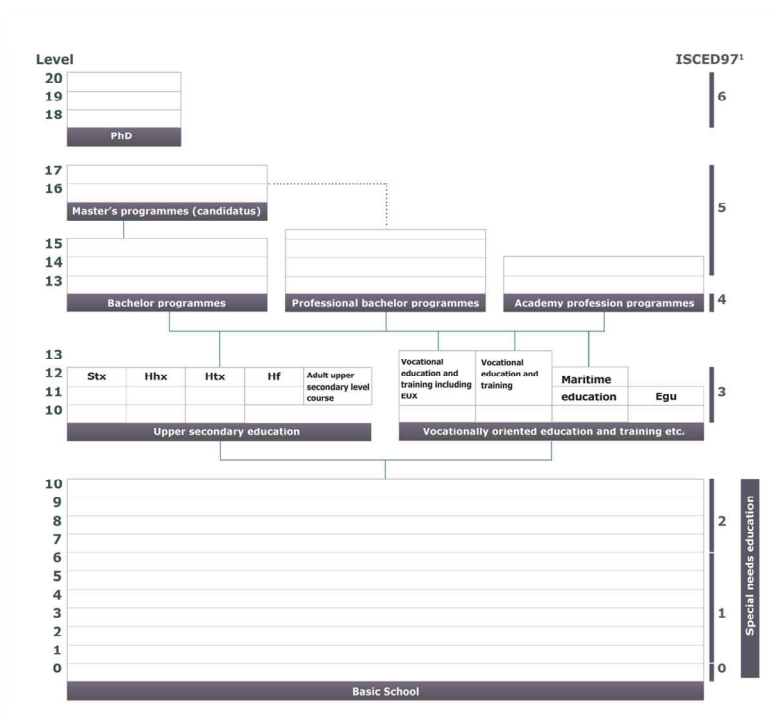 Level
ISCED97¹
20
19
18
6
PhD
17
16
5
Master's programmes (candidatus)
15
14
13
Bachelor programmes
Professional bachelor programmes
Academy profession programmes
4
13
12
11
10
Stx
Hhx
Htx
Hf
Adult upper
secondary level
course
Vocational
education and
training including
EUX
Vocational
education and
training
Maritime
education
Egu
3
Upper secondary education
Vocationally oriented education and training etc.
10
9
8
7
6
5
4
3
2
1
0
2
1
0
Special needs education
Basic School